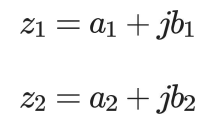 z₁ = a₁ + jb₁
z₂ = a₂ + jb₂